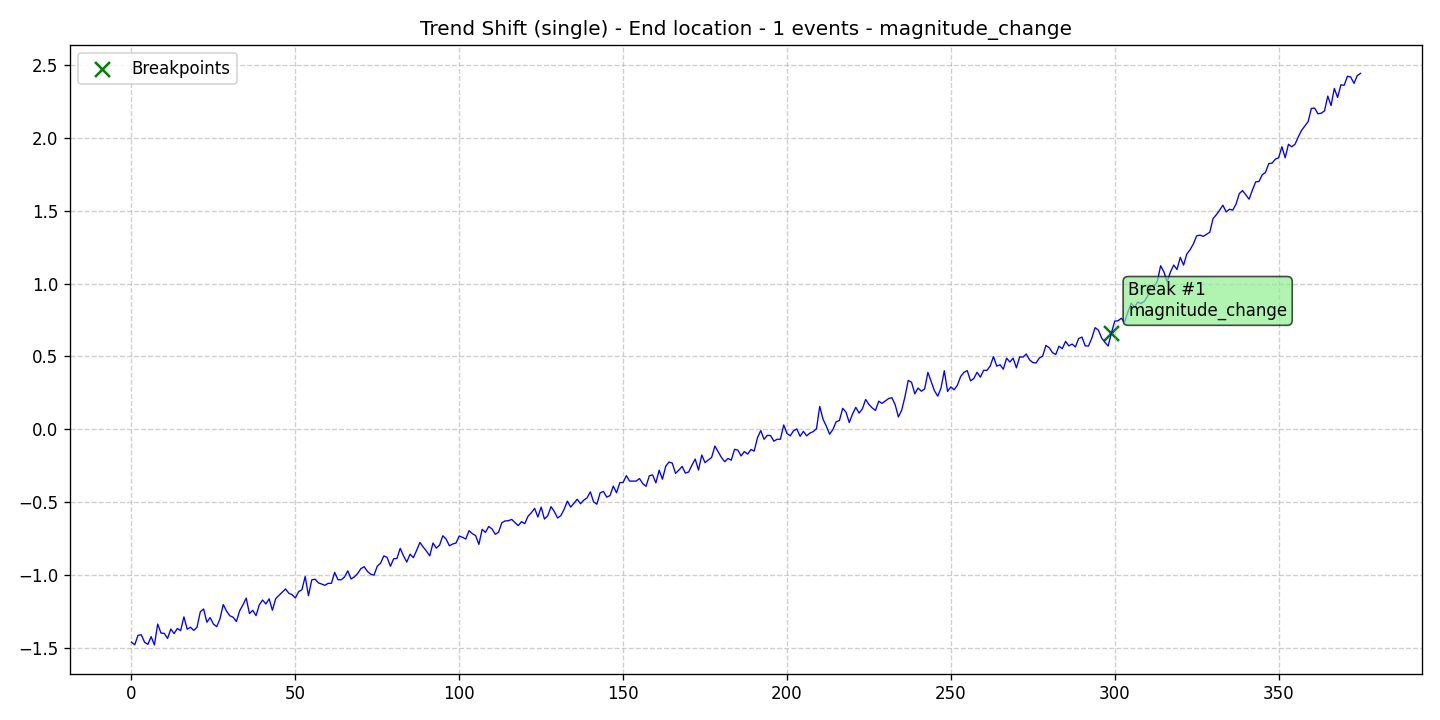 Trend Shift (single) - End location - 1 events - magnitude_change
Breakpoints
2.5
2.0
1.5
1.0
0.5
0.0
−0.5
−1.0
−1.5
Break #1
magnitude_change
0 50 100 150 200 250 300 350